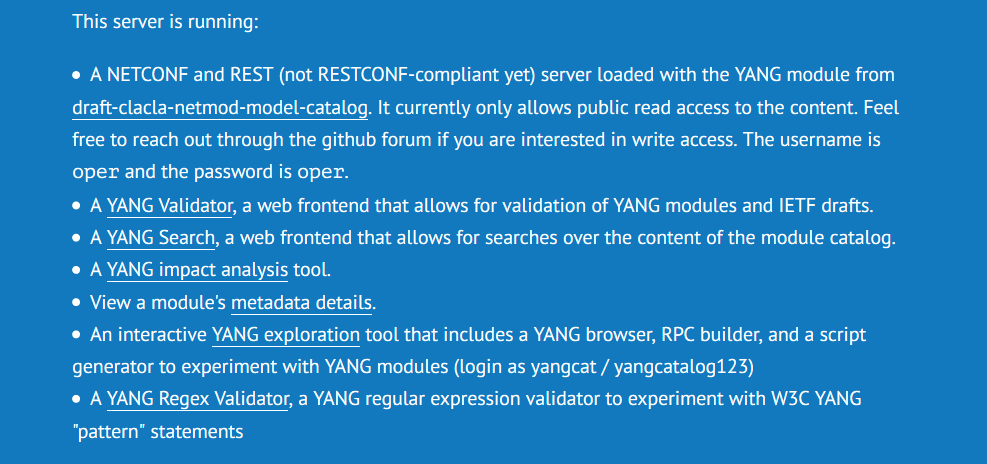 This server is running:
• A NETCONF and REST (not RESTCONF-compliant yet) server loaded with the YANG module from
draft-clacla-netmod-model-catalog. It currently only allows public read access to the content. Feel
free to reach out through the github forum if you are interested in write access. The username is
oper and the password is oper.
• A YANG Validator, a web frontend that allows for validation of YANG modules and IETF drafts.
• A YANG Search, a web frontend that allows for searches over the content of the module catalog.
• A YANG impact analysis tool.
• View a module's metadata details.
• An interactive YANG exploration tool that includes a YANG browser, RPC builder, and a script
generator to experiment with YANG modules (login as yangcat / yangcatalog123)
• A YANG Regex Validator, a YANG regular expression validator to experiment with W3C YANG
"pattern" statements